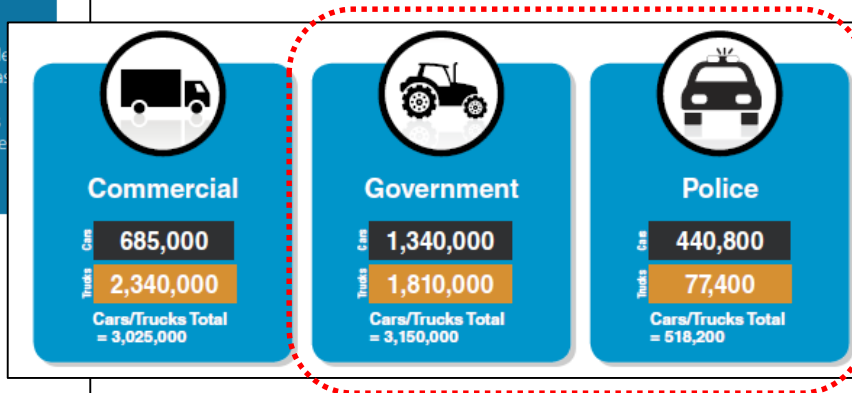 Commercial
Cars 685,000
Trucks 2,340,000
Cars/Trucks Total
= 3,025,000
Government
Cars 1,340,000
Trucks 1,810,000
Cars/Trucks Total
= 3,150,000
Police
Cars 440,800
Trucks 77,400
Cars/Trucks Total
= 518,200